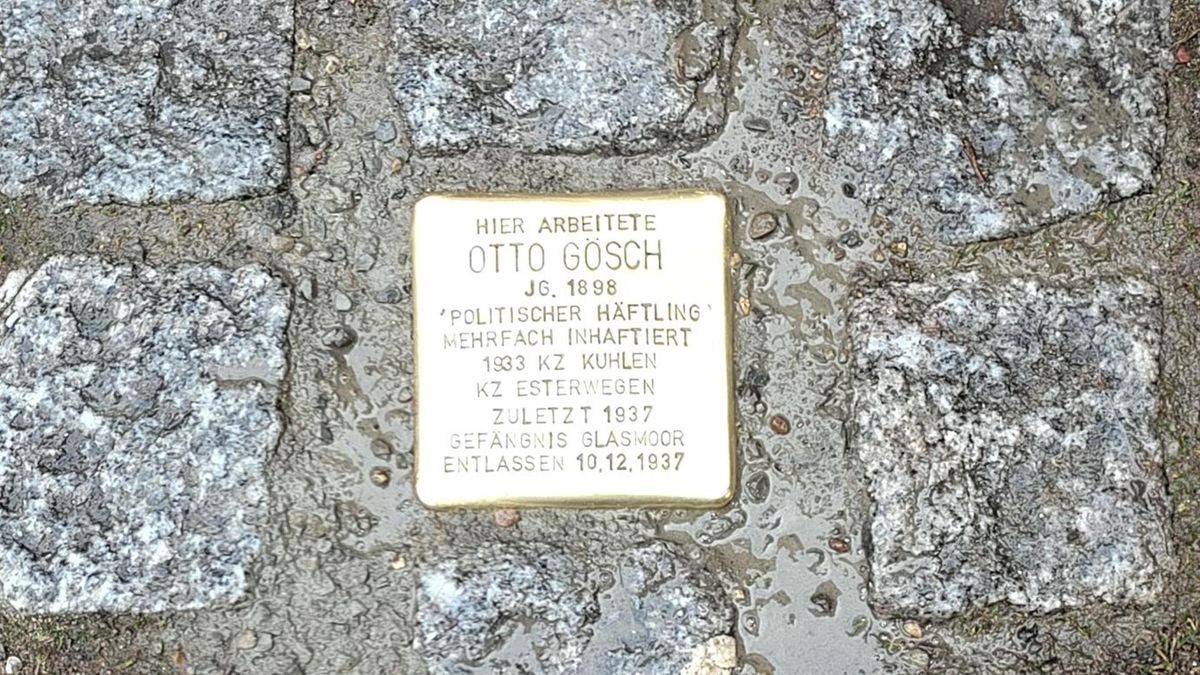 HIER ARBEITETE
OTTO GÖSCH
JG. 1898
'POLITISCHER HÄFTLING'
MEHRFACH INHAFTIERT
1933 KZ KUHLEN
KZ ESTERWEGEN
ZULETZT 1937
GEFÄNGNIS GLASMOOR
ENTLASSEN 10.12.1937